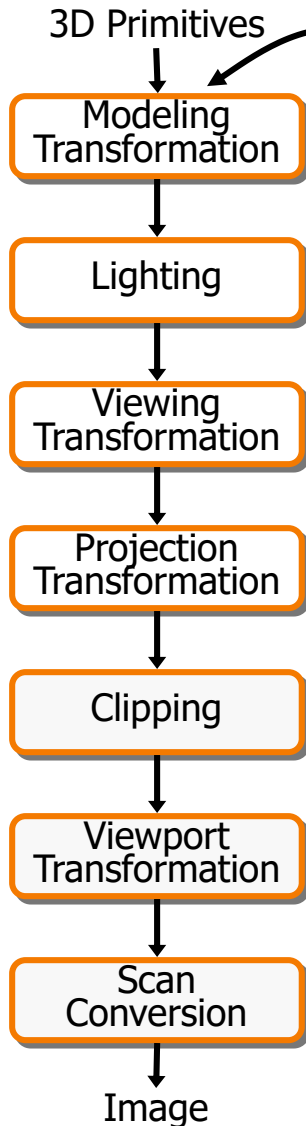 3D Primitives
Modeling
Transformation
Lighting
Viewing
Transformation
Projection
Transformation
Clipping
Viewport
Transformation
Scan
Conversion
Image